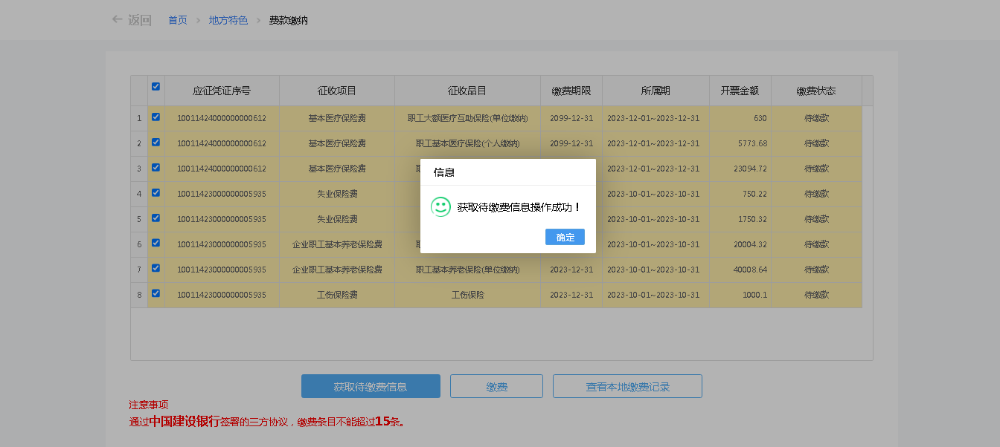 返回 首页 > 地方特色 > 费款缴纳
应征凭证序号 征收项目 征收品目 缴费期限 所属期 开票金额 缴费状态
1 10011424000000000612 基本医疗保险费 职工大额医疗互助保险(单位缴纳) 2099-12-31 2023-12-01~2023-12-31 630 待缴款
2 10011424000000000612 基本医疗保险费 职工基本医疗保险(个人缴纳) 2099-12-31 2023-12-01~2023-12-31 5773.68 待缴款
3 10011424000000000612 基本医疗保险费 2023-12-01~2023-12-31 23094.72 待缴款
4 10011423000000005935 失业保险费 2023-10-01~2023-10-31 750.22 待缴款
5 10011423000000005935 失业保险费 2023-10-01~2023-10-31 1750.32 待缴款
6 10011423000000005935 企业职工基本养老保险费 2023-10-01~2023-10-31 20004.32 待缴款
7 10011423000000005935 企业职工基本养老保险费 职工基本养老保险(单位缴纳) 2023-12-31 2023-10-01~2023-10-31 40008.64 待缴款
8 10011423000000005935 工伤保险费 工伤保险 2023-12-31 2023-10-01~2023-10-31 1000.1 待缴款
信息
获取待缴费信息操作成功！
确定
获取待缴费信息 缴费 查看本地缴费记录
注意事项
通过中国建设银行签署的三方协议，缴费条目不能超过15条。